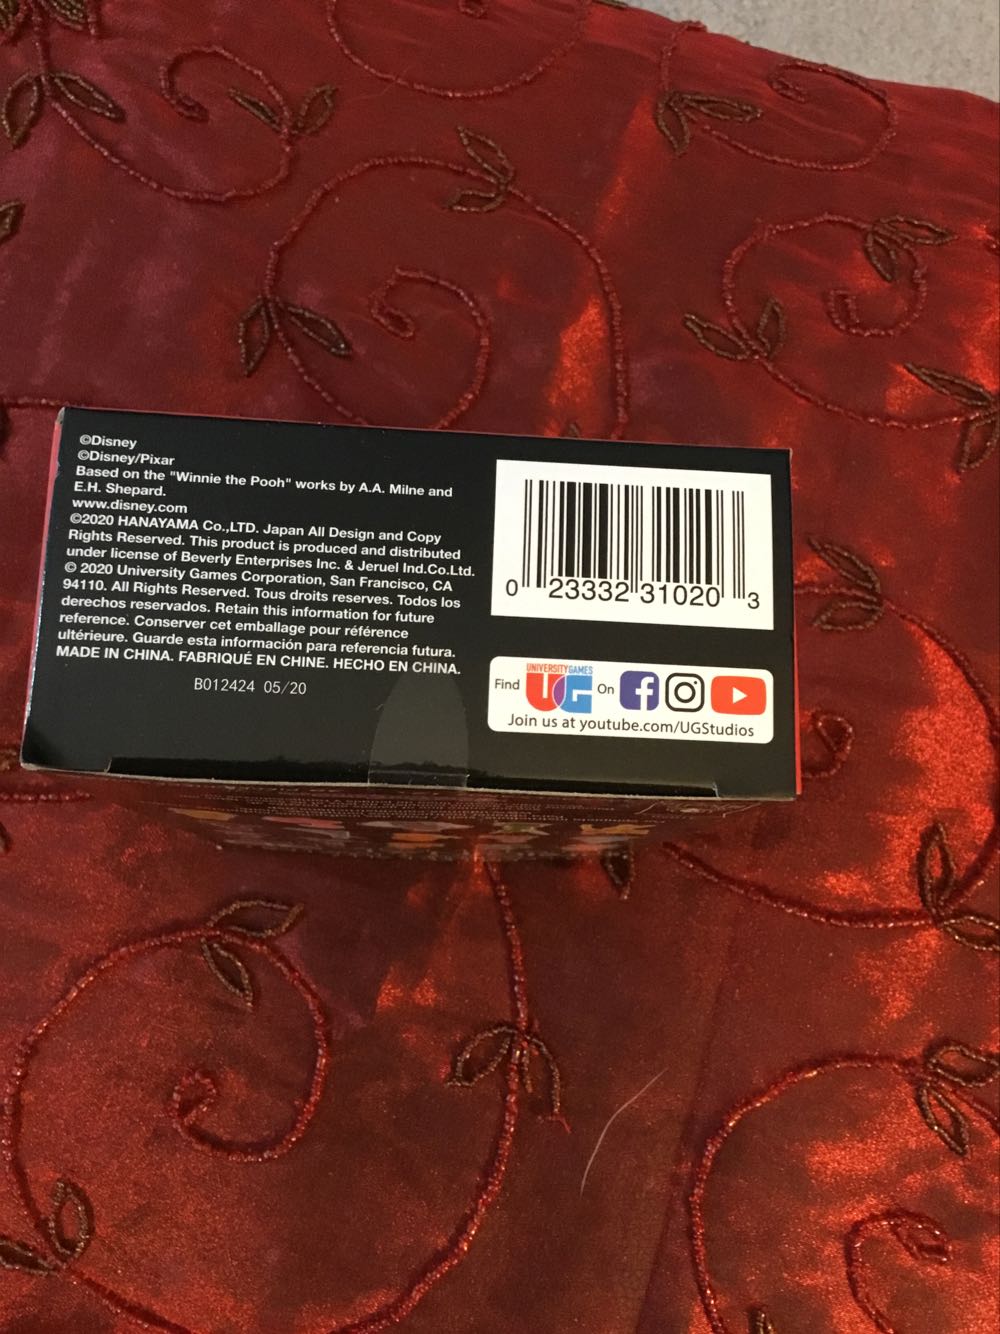 ©Disney
©Disney/Pixar
Based on the "Winnie the Pooh" works by A.A. Milne and
E.H. Shepard.
www.disney.com
©2020 HANAYAMA Co.,LTD. Japan All Design and Copy
Rights Reserved. This product is produced and distributed
under license of Beverly Enterprises Inc. & Jeruel Ind.Co.Ltd.
© 2020 University Games Corporation, San Francisco, CA
94110. All Rights Reserved. Tous droits reserves. Todos los
derechos reservados. Retain this information for future
reference. Conserver cet emballage pour référence
ultérieure. Guarde esta información para referencia futura.
MADE IN CHINA. FABRIQUÉ EN CHINE. HECHO EN CHINA.
B012424 05/20
0 23332 31020 3
UNIVERSITY GAMES
Find UG On
Join us at youtube.com/UGStudios